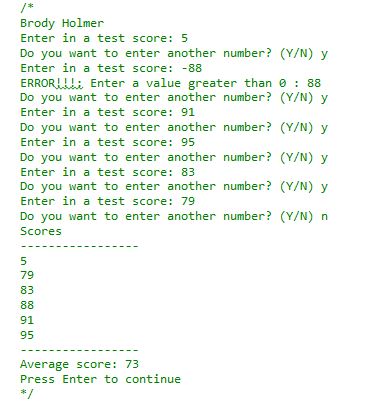 /*
Brody Holmer
Enter in a test score: 5
Do you want to enter another number? (Y/N) y
Enter in a test score: -88
ERROR!!!; Enter a value greater than 0 : 88
Do you want to enter another number? (Y/N) y
Enter in a test score: 91
Do you want to enter another number? (Y/N) y
Enter in a test score: 95
Do you want to enter another number? (Y/N) y
Enter in a test score: 83
Do you want to enter another number? (Y/N) y
Enter in a test score: 79
Do you want to enter another number? (Y/N) n
Scores
-----------------
5
79
83
88
91
95
-----------------
Average score: 73
Press Enter to continue
*/